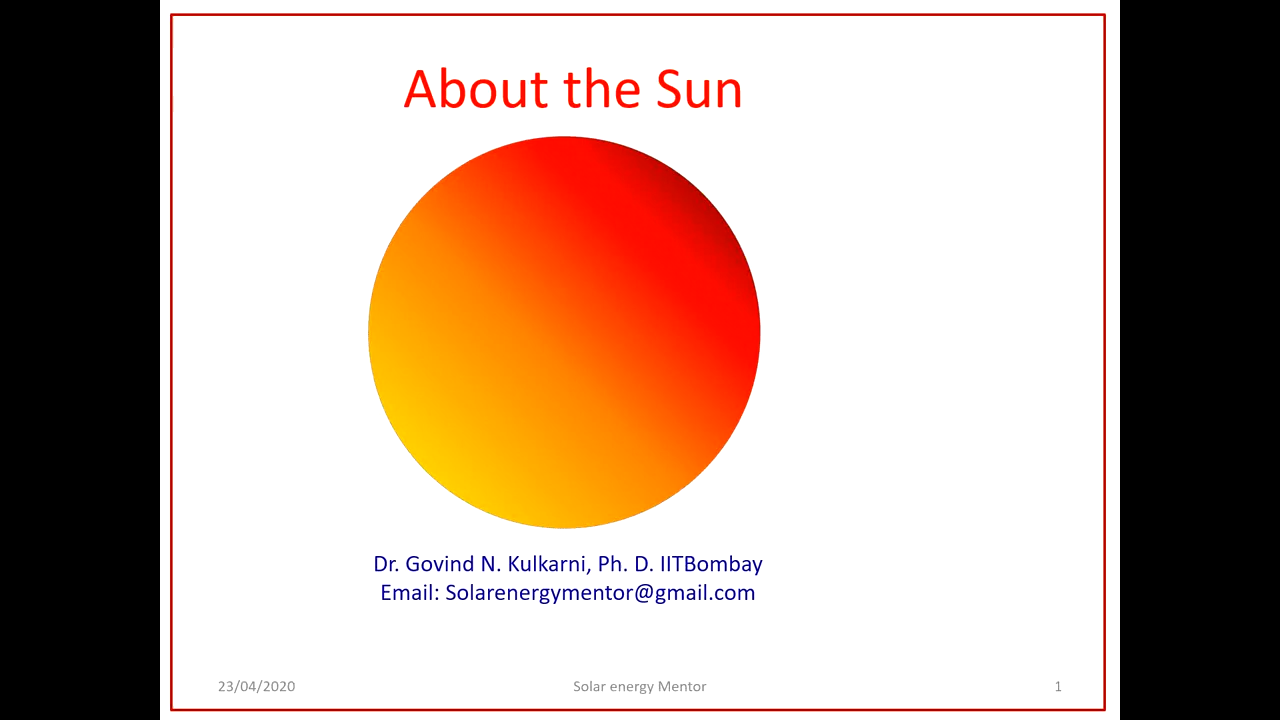 About the Sun
Dr. Govind N. Kulkarni, Ph. D. IITBombay
Email: Solarenergymentor@gmail.com
23/04/2020
Solar energy Mentor
1